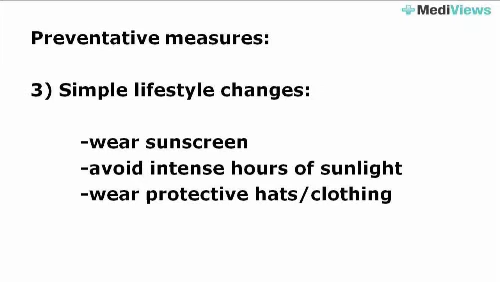 MediViews
Preventative measures:
3) Simple lifestyle changes:
-wear sunscreen
-avoid intense hours of sunlight
-wear protective hats/clothing